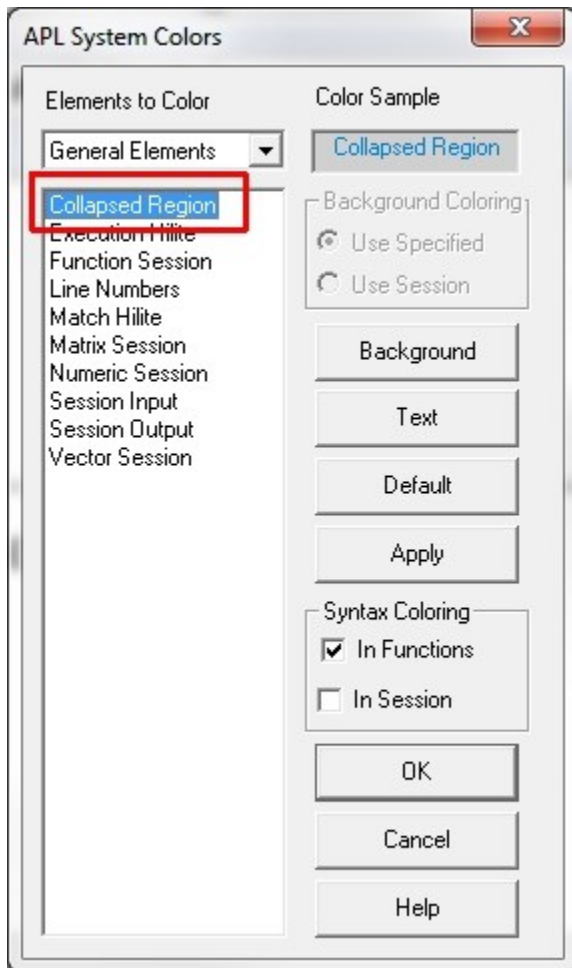 APL System Colors
Elements to Color
General Elements
Collapsed Region
Execution Hilite
Function Session
Line Numbers
Match Hilite
Matrix Session
Numeric Session
Session Input
Session Output
Vector Session
Color Sample
Collapsed Region
Background Coloring
Use Specified
Use Session
Background
Text
Default
Apply
Syntax Coloring
In Functions
In Session
OK
Cancel
Help